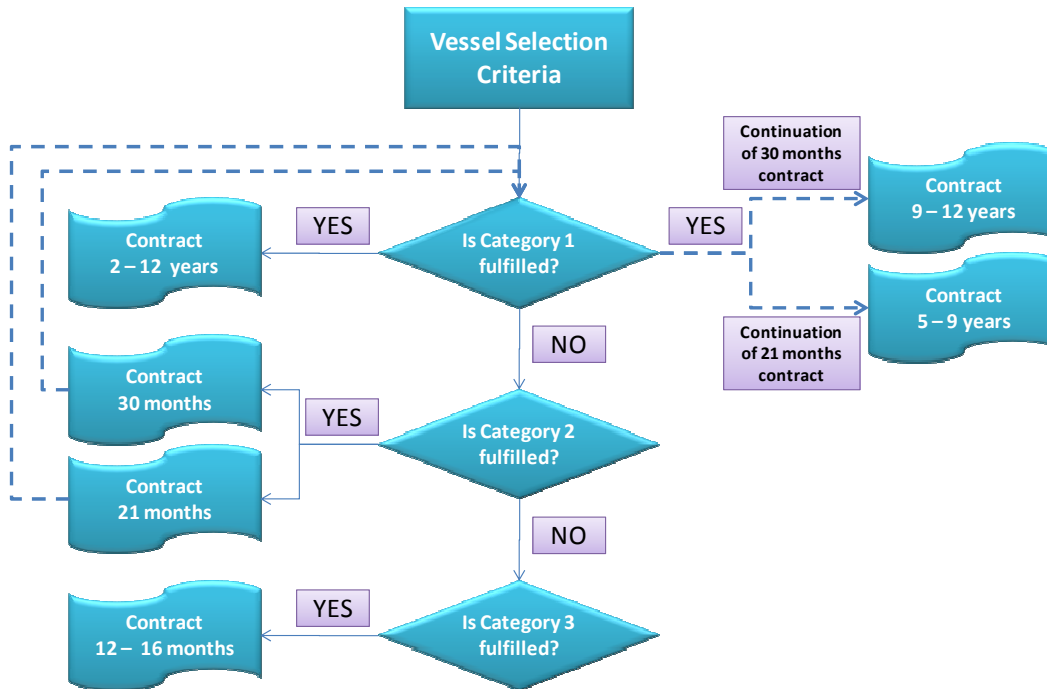 Vessel Selection
Criteria
Continuation
of 30 months
contract
Contract
9 – 12 years
YES
Contract
2 – 12 years
Is Category 1
fulfilled?
YES
Contract
5 – 9 years
Continuation
of 21 months
contract
NO
Contract
30 months
YES
Is Category 2
fulfilled?
Contract
21 months
NO
YES
Contract
12 – 16 months
Is Category 3
fulfilled?